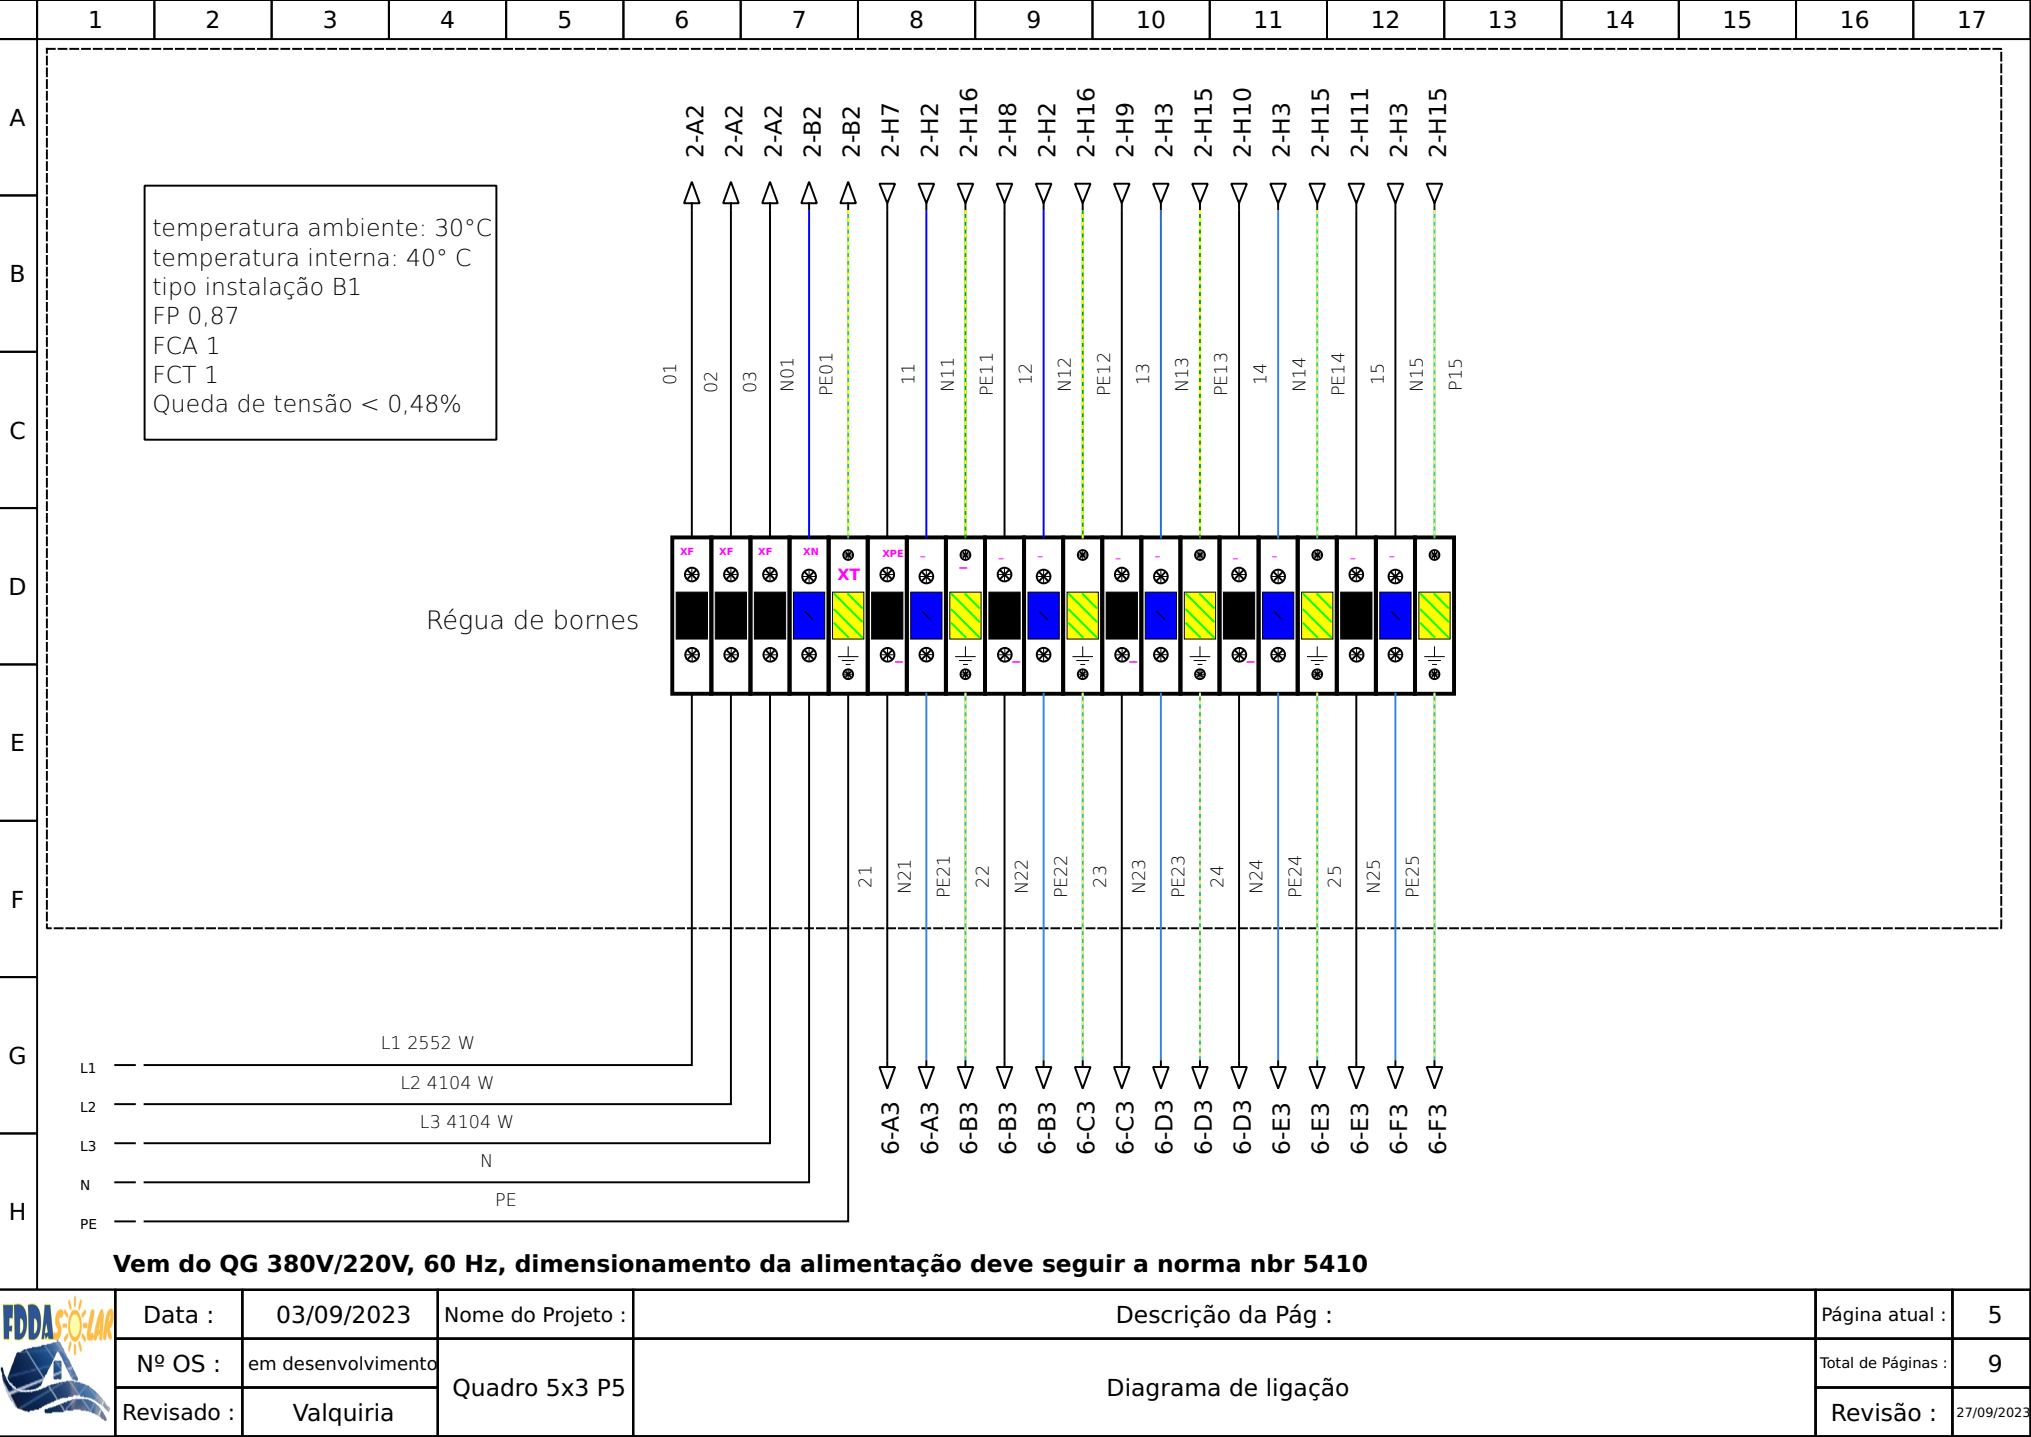 1 2 3 4 5 6 7 8 9 10 11 12 13 14 15 16 17
A
B
C
D
E
F
G
H
2-A2 2-A2 2-A2 2-B2 2-B2 2-H7 2-H2 2-H16 2-H8 2-H2 2-H16 2-H9 2-H3 2-H15 2-H10 2-H3 2-H15 2-H11 2-H3 2-H15
temperatura ambiente: 30°C
temperatura interna: 40° C
tipo instalação B1
FP 0,87
FCA 1
FCT 1
Queda de tensão < 0,48%
01 02 03 N01 PE01 11 N11 PE11 12 N12 PE12 13 N13 PE13 14 N14 PE14 15 N15 P15
XF XF XF XN XPE
XT
Régua de bornes
21 N21 PE21 22 N22 PE22 23 N23 PE23 24 N24 PE24 25 N25 PE25
L1 2552 W
L1
L2 4104 W
L2
L3 4104 W
L3
N
N
PE
PE
6-A3 6-A3 6-B3 6-B3 6-B3 6-C3 6-C3 6-D3 6-D3 6-D3 6-E3 6-E3 6-E3 6-F3 6-F3
Vem do QG 380V/220V, 60 Hz, dimensionamento da alimentação deve seguir a norma nbr 5410
FDDA SOLAR
Data : 03/09/2023 Nome do Projeto : Descrição da Pág : Página atual : 5
Nº OS : em desenvolvimento Quadro 5x3 P5 Diagrama de ligação Total de Páginas : 9
Revisado : Valquiria Revisão : 27/09/2023